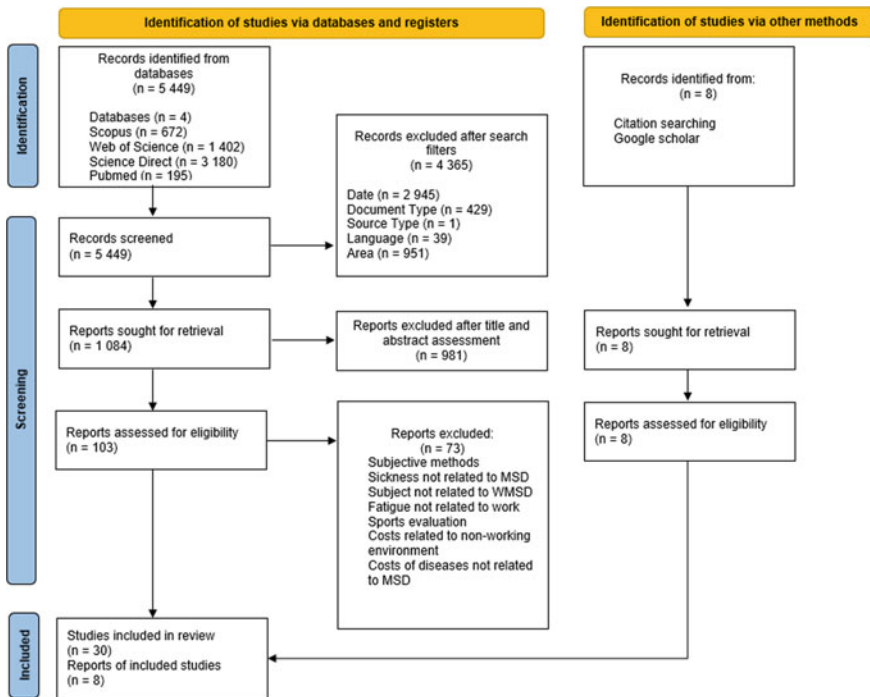 Identification of studies via databases and registers
Identification of studies via other methods
Identification
Records identified from
databases
(n = 5 449)
Databases (n = 4)
Scopus (n = 672)
Web of Science (n = 1 402)
Science Direct (n = 3 180)
Pubmed (n = 195)
Records excluded after search
filters
(n = 4 365)
Date (n = 2 945)
Document Type (n = 429)
Source Type (n = 1)
Language (n = 39)
Area (n = 951)
Records identified from:
(n = 8)
Citation searching
Google scholar
Screening
Records screened
(n = 5 449)
Reports sought for retrieval
(n = 1 084)
Reports excluded after title and
abstract assessment
(n = 981)
Reports sought for retrieval
(n = 8)
Reports assessed for eligibility
(n = 103)
Reports excluded:
(n = 73)
Subjective methods
Sickness not related to MSD
Subject not related to WMSD
Fatigue not related to work
Sports evaluation
Costs related to non-working
environment
Costs of diseases not related
to MSD
Reports assessed for eligibility
(n = 8)
Included
Studies included in review
(n = 30)
Reports of included studies
(n = 8)